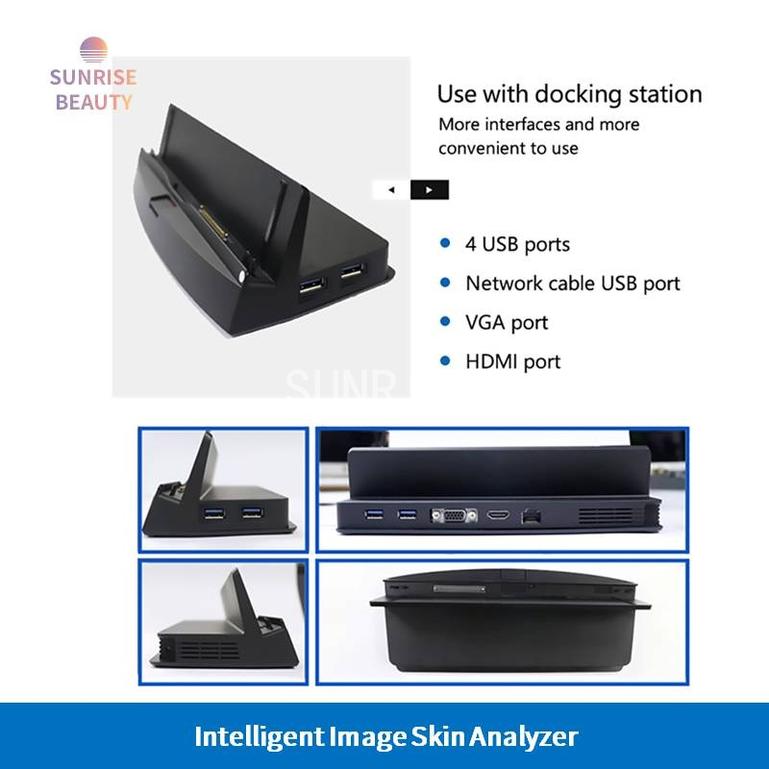 SUNRISE
BEAUTY
Use with docking station
More interfaces and more
convenient to use
4 USB ports
Network cable USB port
VGA port
HDMI port
SUNR
Intelligent Image Skin Analyzer